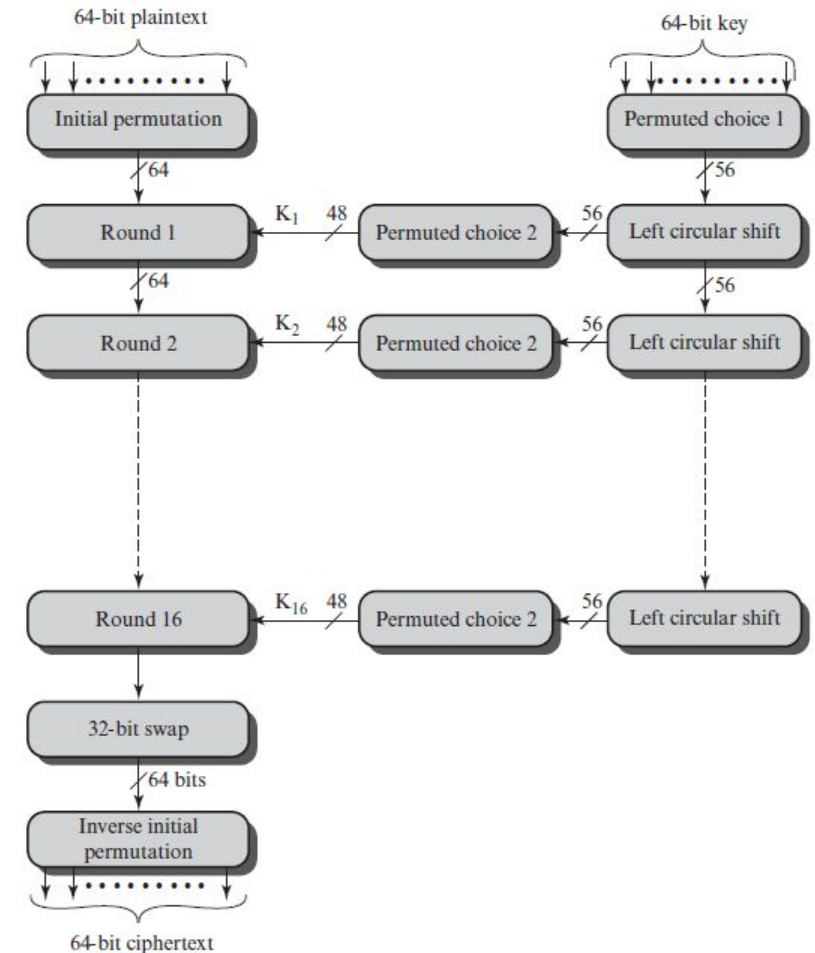 64-bit plaintext
64-bit key
Initial permutation
Permuted choice 1
64
56
Round 1
K1
48
Permuted choice 2
56
Left circular shift
64
56
Round 2
K2
48
Permuted choice 2
56
Left circular shift
Round 16
K16
48
Permuted choice 2
56
Left circular shift
32-bit swap
64 bits
Inverse initial
permutation
64-bit ciphertext